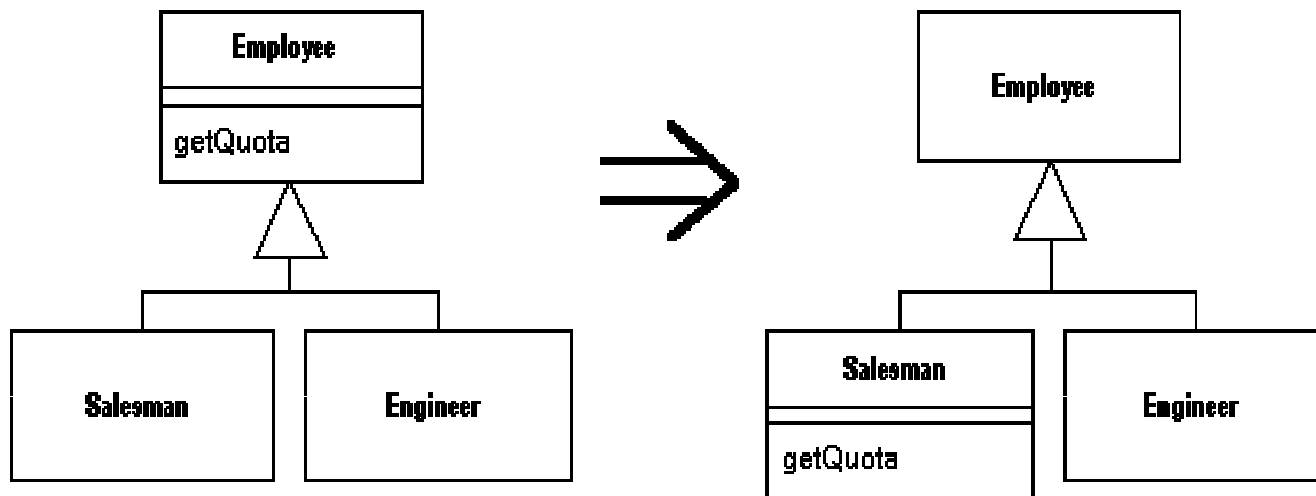 Employee
getQuota
Salesman
Engineer
Employee
Salesman
getQuota
Engineer